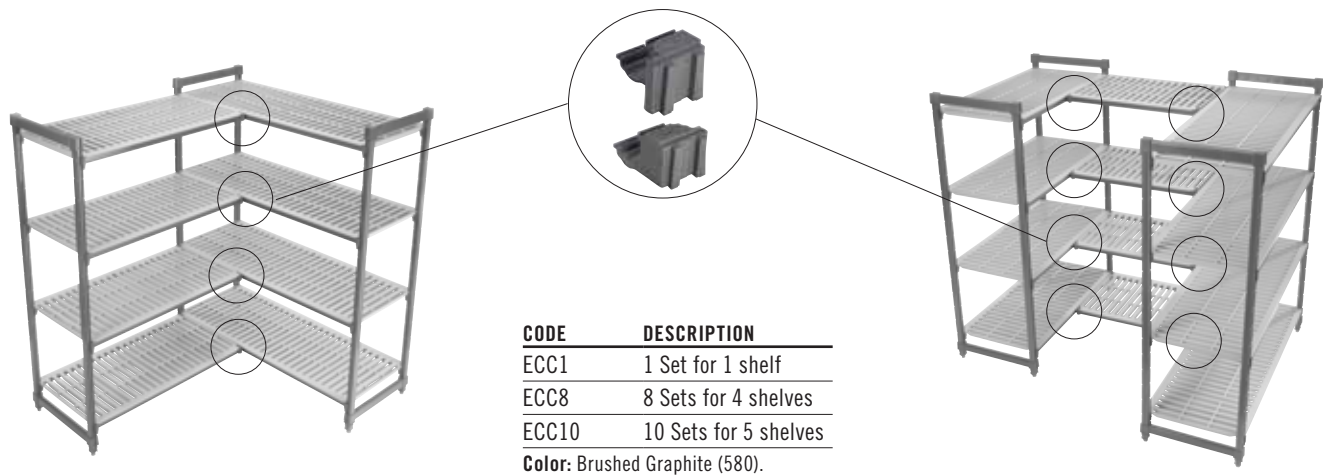 CODE DESCRIPTION
ECC1 1 Set for 1 shelf
ECC8 8 Sets for 4 shelves
ECC10 10 Sets for 5 shelves
Color: Brushed Graphite (580).